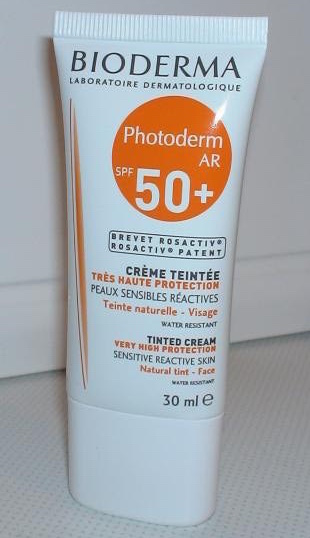 BIODERMA
LABORATOIRE DERMATOLOGIQUE
Photoderm
AR
SPF 50+
BREVET ROSACTIV®
ROSACTIV® PATENT
CRÈME TEINTÉE
TRÈS HAUTE PROTECTION
PEAUX SENSIBLES RÉACTIVES
Teinte naturelle - Visage
WATER RESISTANT
TINTED CREAM
VERY HIGH PROTECTION
SENSITIVE REACTIVE SKIN
Natural tint - Face
WATER RESISTANT
30 ml ℮